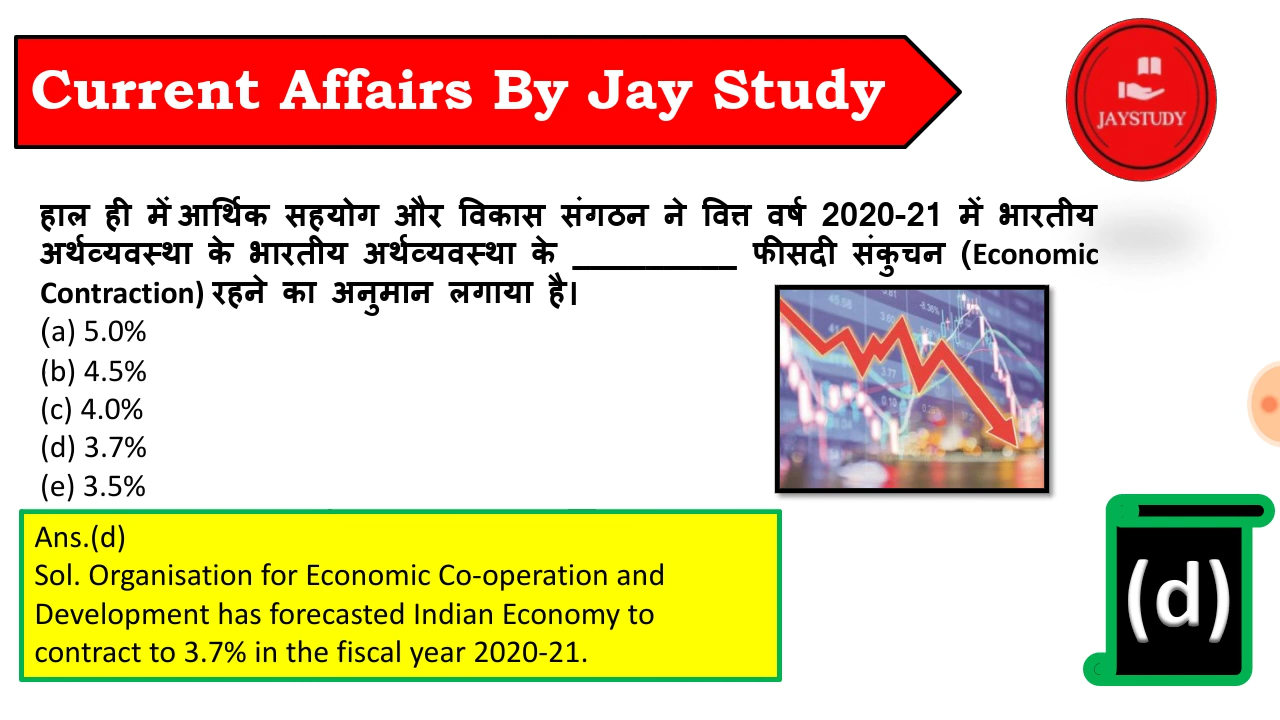 Current Affairs By Jay Study
JAYSTUDY
हाल ही में आर्थिक सहयोग और विकास संगठन ने वित्त वर्ष 2020-21 में भारतीय
अर्थव्यवस्था के भारतीय अर्थव्यवस्था के ___________ फीसदी संकुचन (Economic
Contraction) रहने का अनुमान लगाया है।
(a) 5.0%
(b) 4.5%
(c) 4.0%
(d) 3.7%
(e) 3.5%
Ans.(d)
Sol. Organisation for Economic Co-operation and
Development has forecasted Indian Economy to
contract to 3.7% in the fiscal year 2020-21.
(d)